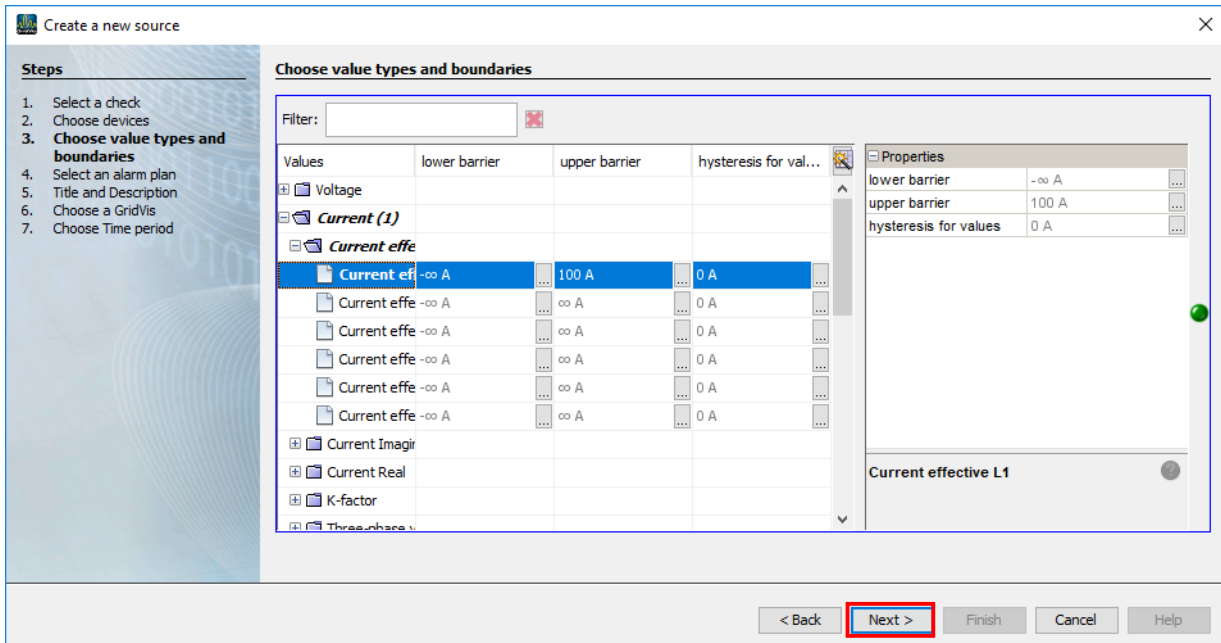 Create a new source
Steps
1. Select a check
2. Choose devices
3. Choose value types and
boundaries
4. Select an alarm plan
5. Title and Description
6. Choose a GridVis
7. Choose Time period
Choose value types and boundaries
Filter:
Values lower barrier upper barrier hysteresis for val...
Voltage
Current (1)
Current effe
Current eff -∞ A ... 100 A ... 0 A ...
Current effe -∞ A ... ∞ A ... 0 A ...
Current effe -∞ A ... ∞ A ... 0 A ...
Current effe -∞ A ... ∞ A ... 0 A ...
Current effe -∞ A ... ∞ A ... 0 A ...
Current effe -∞ A ... ∞ A ... 0 A ...
Current Imagin
Current Real
K-factor
Three-phase v
Properties
lower barrier -∞ A ...
upper barrier 100 A ...
hysteresis for values 0 A ...
Current effective L1
?
< Back Next > Finish Cancel Help